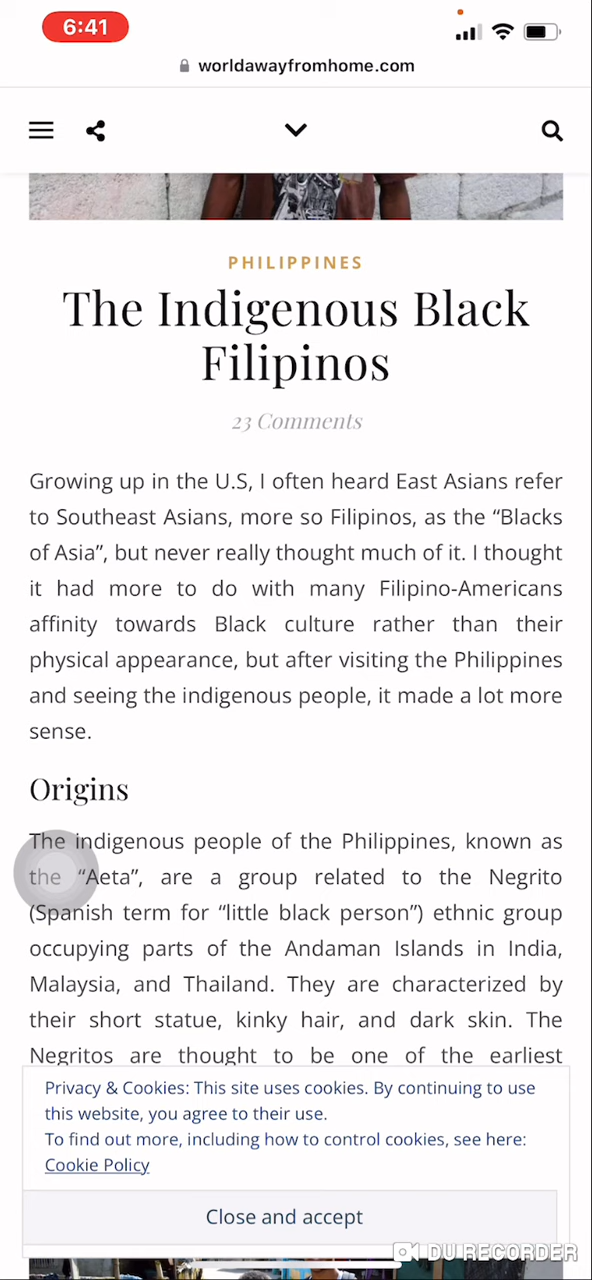 6:41
worldawayfromhome.com
PHILIPPINES
The Indigenous Black
Filipinos
23 Comments
Growing up in the U.S, I often heard East Asians refer
to Southeast Asians, more so Filipinos, as the “Blacks
of Asia”, but never really thought much of it. I thought
it had more to do with many Filipino-Americans
affinity towards Black culture rather than their
physical appearance, but after visiting the Philippines
and seeing the indigenous people, it made a lot more
sense.
Origins
The indigenous people of the Philippines, known as
the “Aeta”, are a group related to the Negrito
(Spanish term for “little black person”) ethnic group
occupying parts of the Andaman Islands in India,
Malaysia, and Thailand. They are characterized by
their short statue, kinky hair, and dark skin. The
Negritos are thought to be one of the earliest
Privacy & Cookies: This site uses cookies. By continuing to use
this website, you agree to their use.
To find out more, including how to control cookies, see here:
Cookie Policy
Close and accept
DU RECORDER